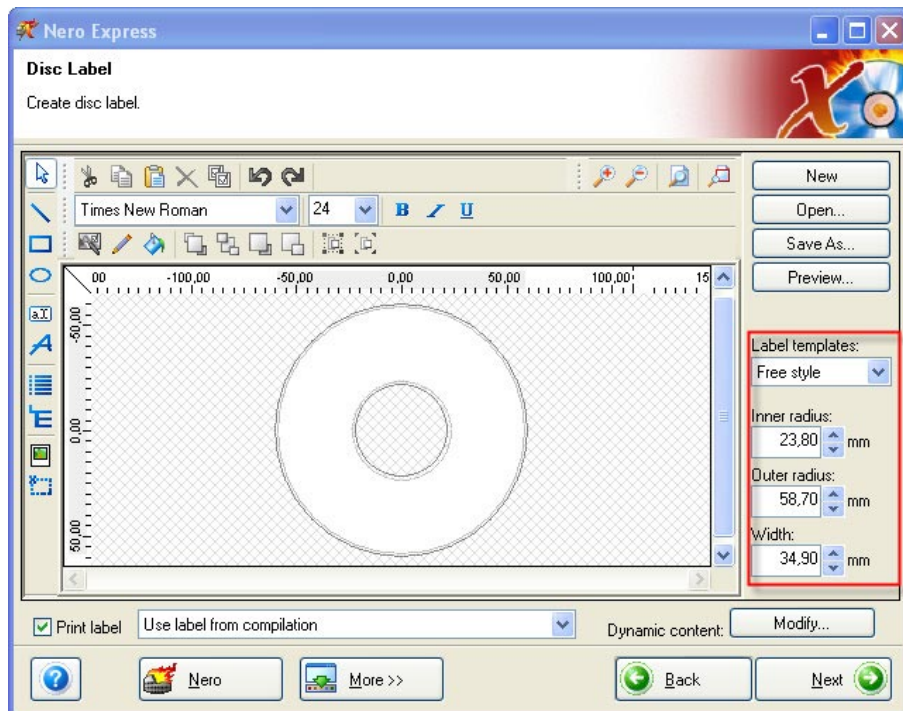 Nero Express
Disc Label
Create disc label.
New
Times New Roman 24 B I U
Open...
Save As...
00 -100,00 -50,00 0,00 50,00 100,00 15
Preview...
-50,00
0,00
50,00
Label templates:
Free style
Inner radius:
23,80 mm
Outer radius:
58,70 mm
Width:
34,90 mm
Print label Use label from compilation Dynamic content: Modify...
Nero More >> Back Next